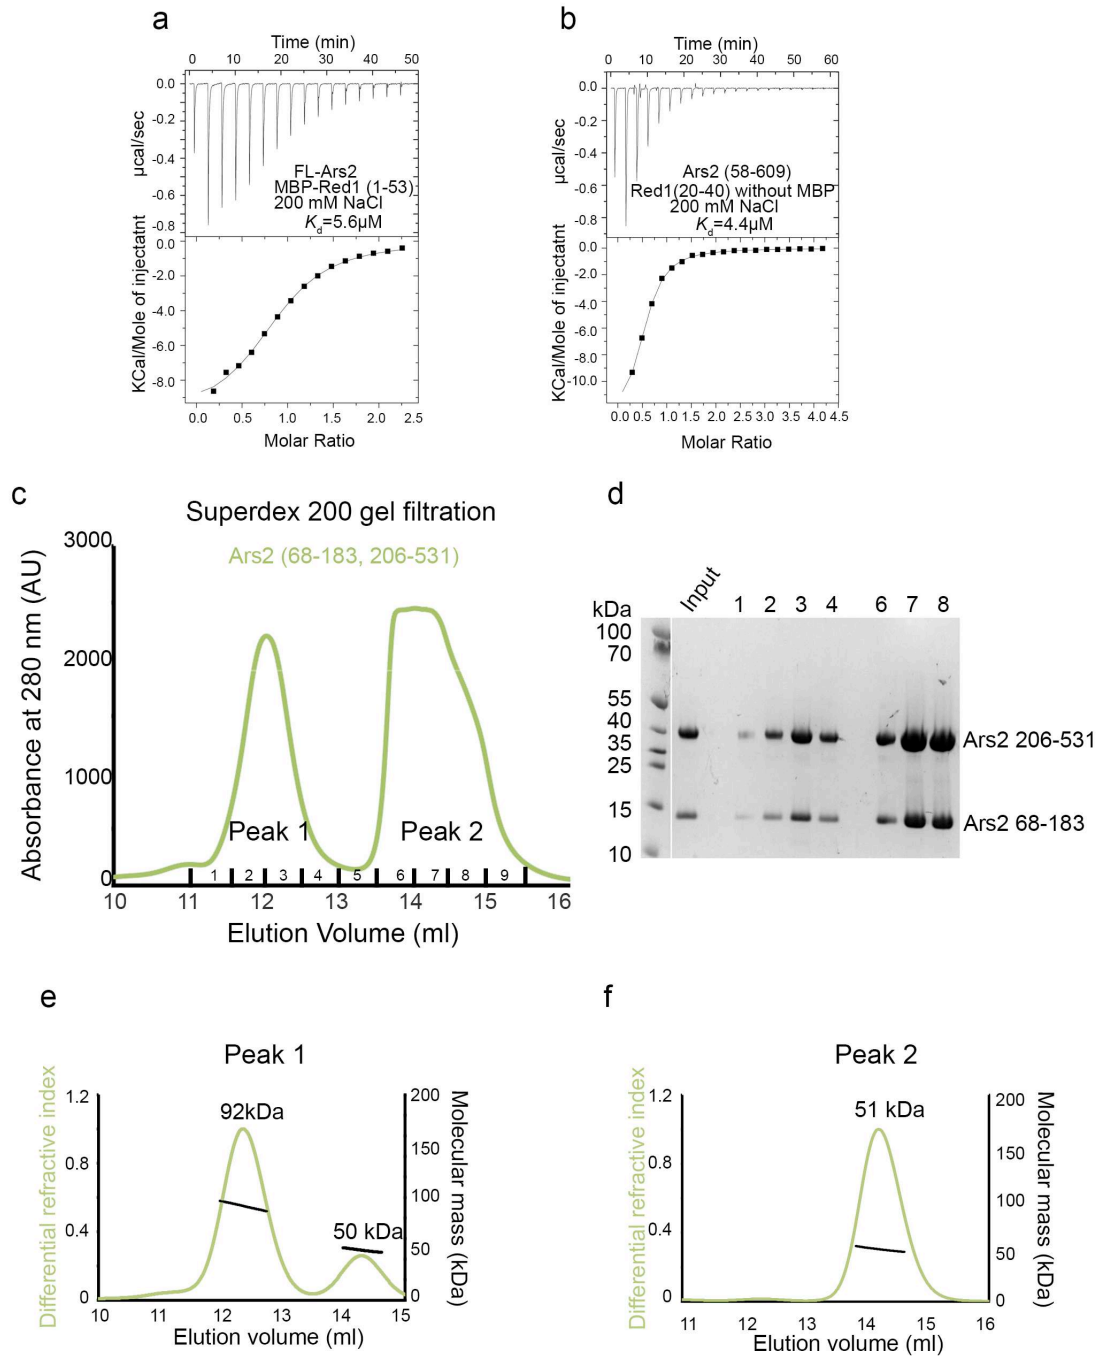 a
Time (min)
0 10 20 30 40 50
0.0
-0.2
-0.4
-0.6
-0.8
µcal/sec
FL-Ars2
MBP-Red1 (1-53)
200 mM NaCl
Kd=5.6µM
0.0
-2.0
-4.0
-6.0
-8.0
KCal/Mole of injectatnt
0.0 0.5 1.0 1.5 2.0 2.5
Molar Ratio
b
Time (min)
0 10 20 30 40 50 60
0.0
-0.2
-0.4
-0.6
-0.8
µcal/sec
Ars2 (58-609)
Red1(20-40) without MBP
200 mM NaCl
Kd=4.4µM
0.0
-2.0
-4.0
-6.0
-8.0
-10.0
KCal/Mole of injectatnt
0.0 0.5 1.0 1.5 2.0 2.5 3.0 3.5 4.0 4.5
Molar Ratio
c
Superdex 200 gel filtration
Ars2 (68-183, 206-531)
3000
2000
1000
0
Absorbance at 280 nm (AU)
Peak 1 Peak 2
1 2 3 4 5 6 7 8 9
10 11 12 13 14 15 16
Elution Volume (ml)
d
kDa Input 1 2 3 4 6 7 8
100
70
55
40
35
25
15
10
Ars2 206-531
Ars2 68-183
e
Peak 1
Differential refractive index
1.2
0.8
0.4
0
92kDa
50 kDa
200
150
100
50
0
Molecular mass (kDa)
10 11 12 13 14 15
Elution volume (ml)
f
Peak 2
Differential refractive index
1.2
0.8
0.4
0
51 kDa
200
150
100
50
0
Molecular mass (kDa)
11 12 13 14 15 16
Elution volume (ml)